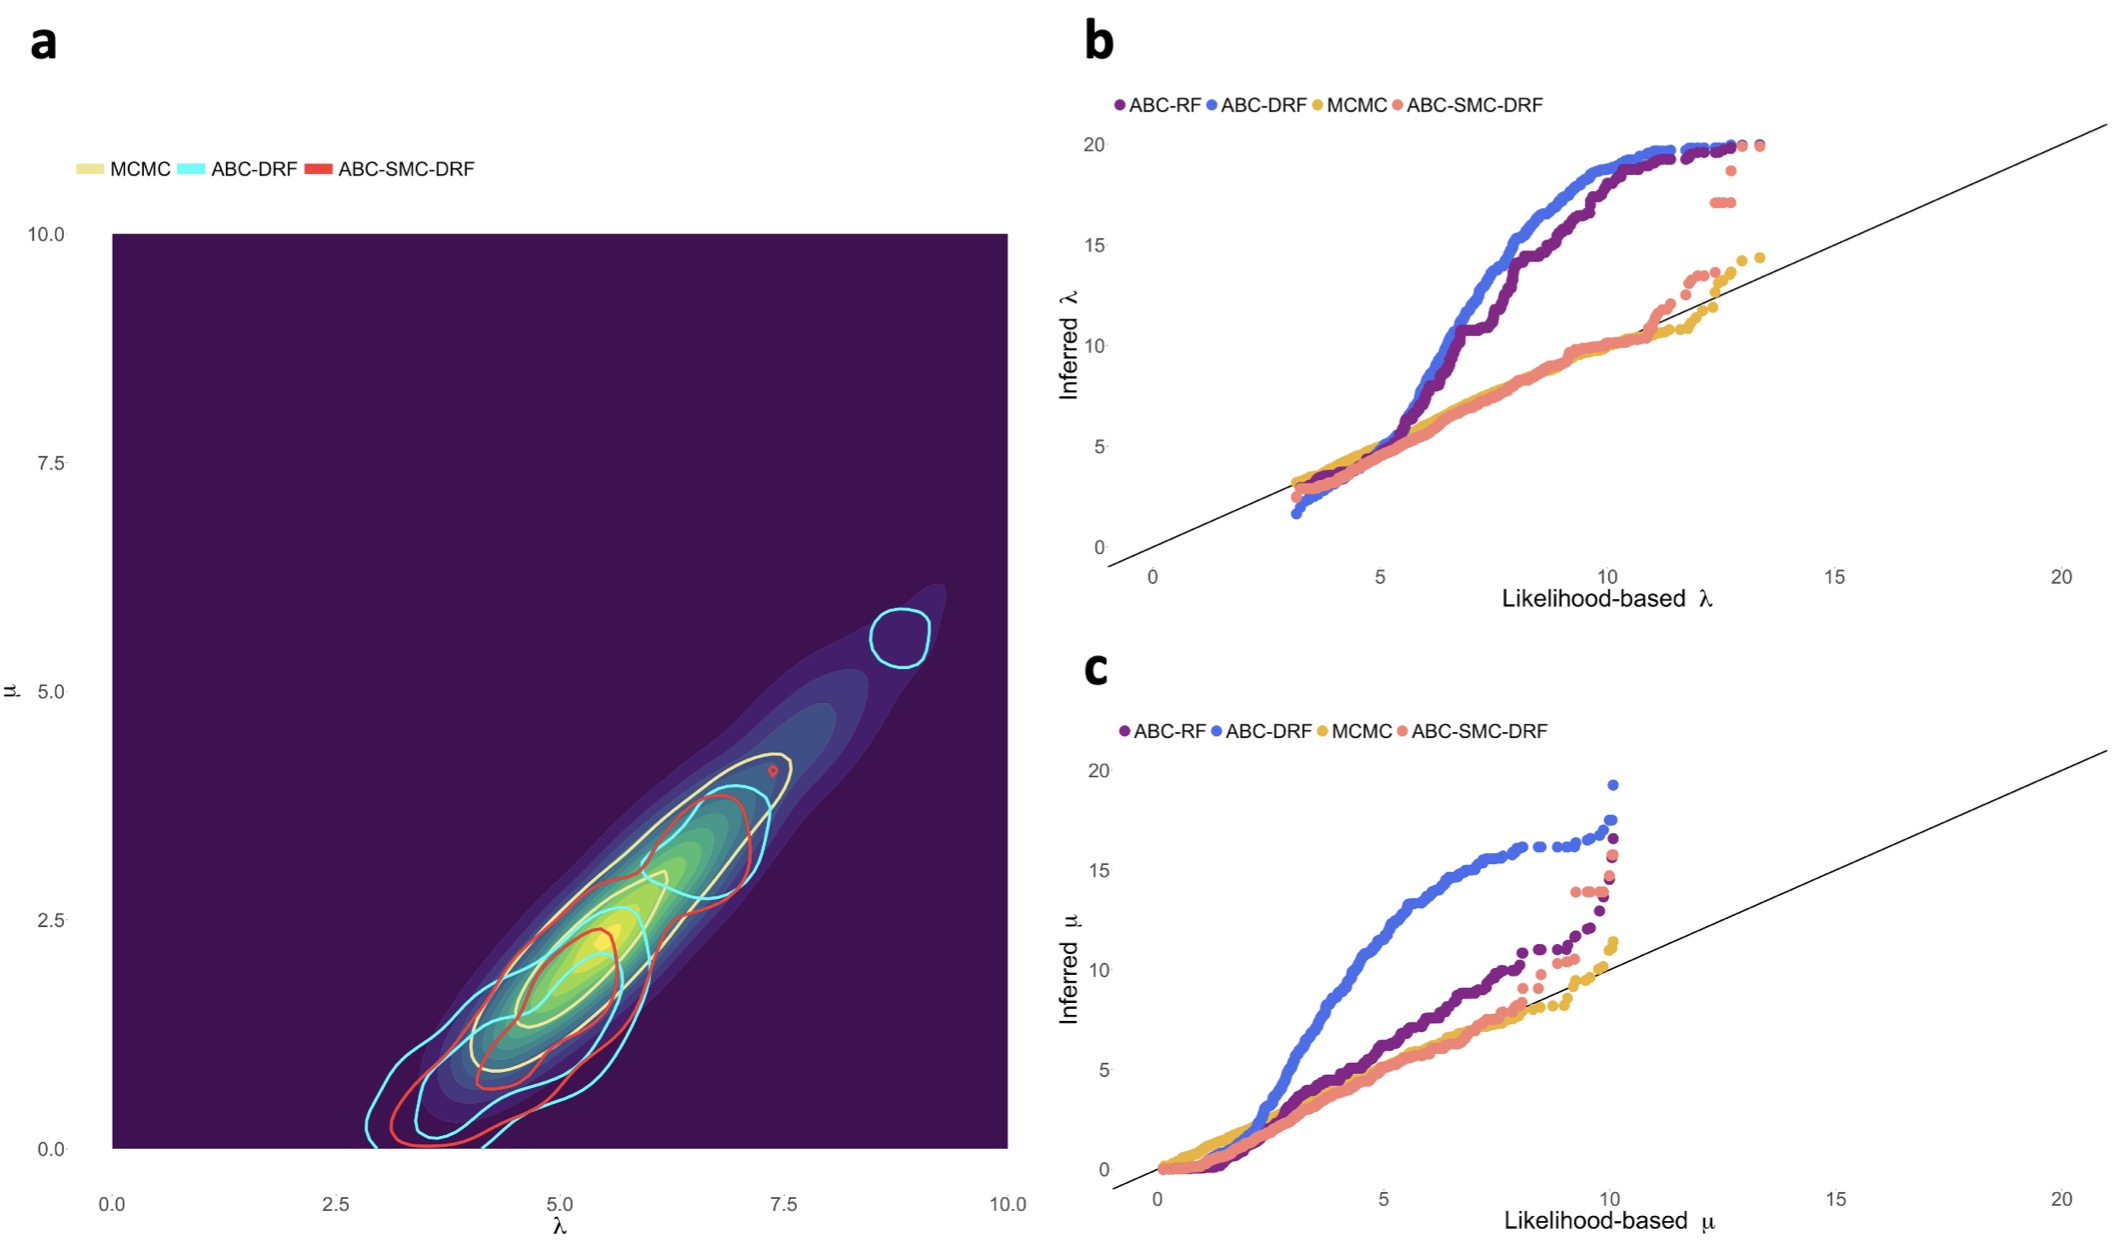 a
MCMC ABC-DRF ABC-SMC-DRF
10.0
7.5
5.0
2.5
0.0
μ
0.0 2.5 5.0 7.5 10.0
λ
b
ABC-RF ABC-DRF MCMC ABC-SMC-DRF
20
15
10
5
0
Inferred λ
0 5 10 15 20
Likelihood-based λ
c
ABC-RF ABC-DRF MCMC ABC-SMC-DRF
20
15
10
5
0
Inferred μ
0 5 10 15 20
Likelihood-based μ